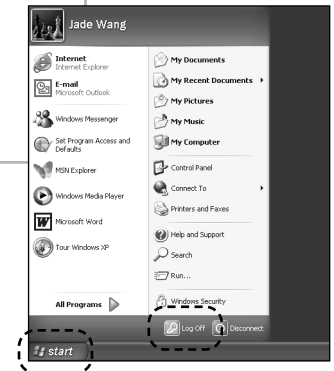 Jade Wang
Internet
Internet Explorer
E-mail
Microsoft Outlook
Windows Messenger
Set Program Access and
Defaults
MSN Explorer
Windows Media Player
Microsoft Word
Tour Windows XP
All Programs
My Documents
My Recent Documents
My Pictures
My Music
My Computer
Control Panel
Connect To
Printers and Faxes
Help and Support
Search
Run...
Windows Security
Log Off
Disconnect
start